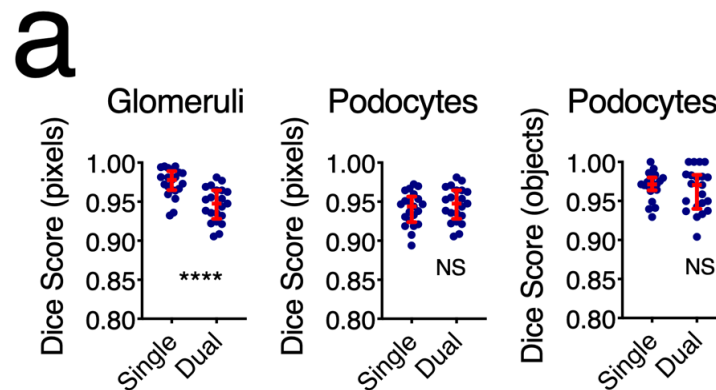 a
Glomeruli
Dice Score (pixels)
1.00
0.95
0.90
0.85
0.80
****
Single
Dual
Podocytes
Dice Score (pixels)
1.00
0.95
0.90
0.85
0.80
NS
Single
Dual
Podocytes
Dice Score (objects)
1.00
0.95
0.90
0.85
0.80
NS
Single
Dual